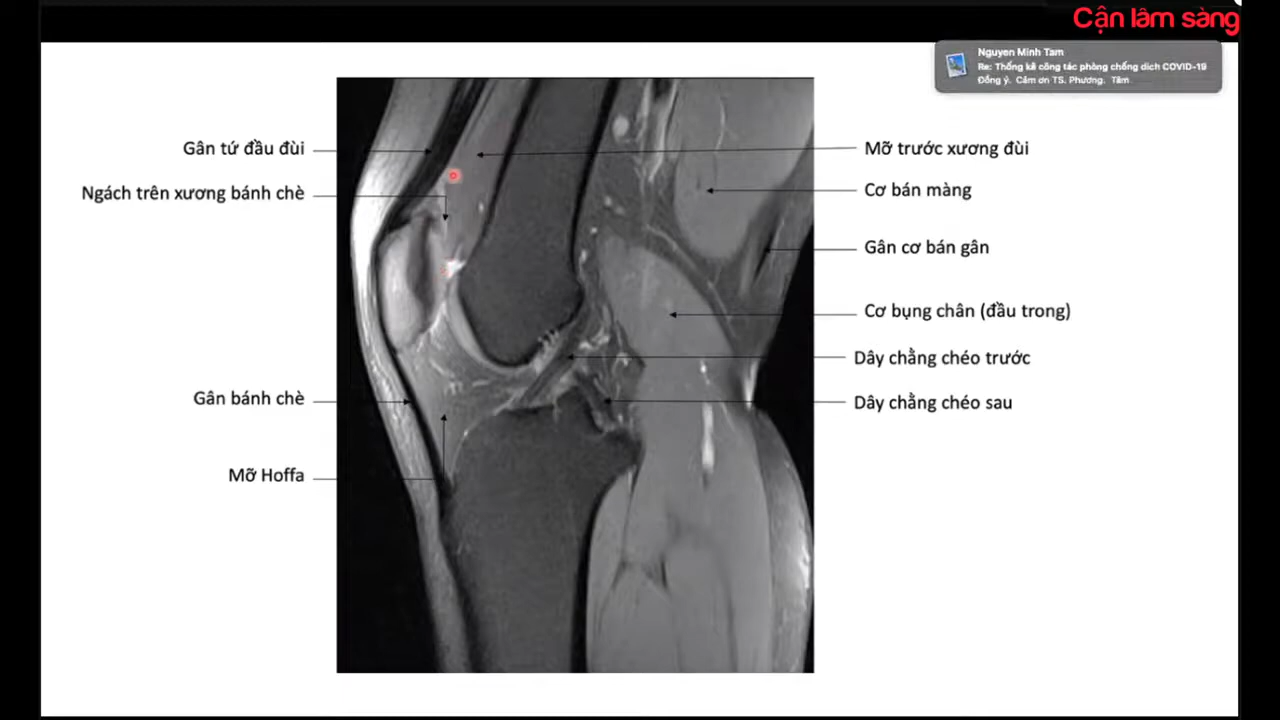 Cận lâm sàng
Nguyen Minh Tam
Re: Thống kê công tác phòng chống dịch COVID-19
Đồng ý. Cảm ơn TS. Phương. Tâm
Gân tứ đầu đùi
Ngách trên xương bánh chè
Gân bánh chè
Mỡ Hoffa
Mỡ trước xương đùi
Cơ bán màng
Gân cơ bán gân
Cơ bụng chân (đầu trong)
Dây chằng chéo trước
Dây chằng chéo sau